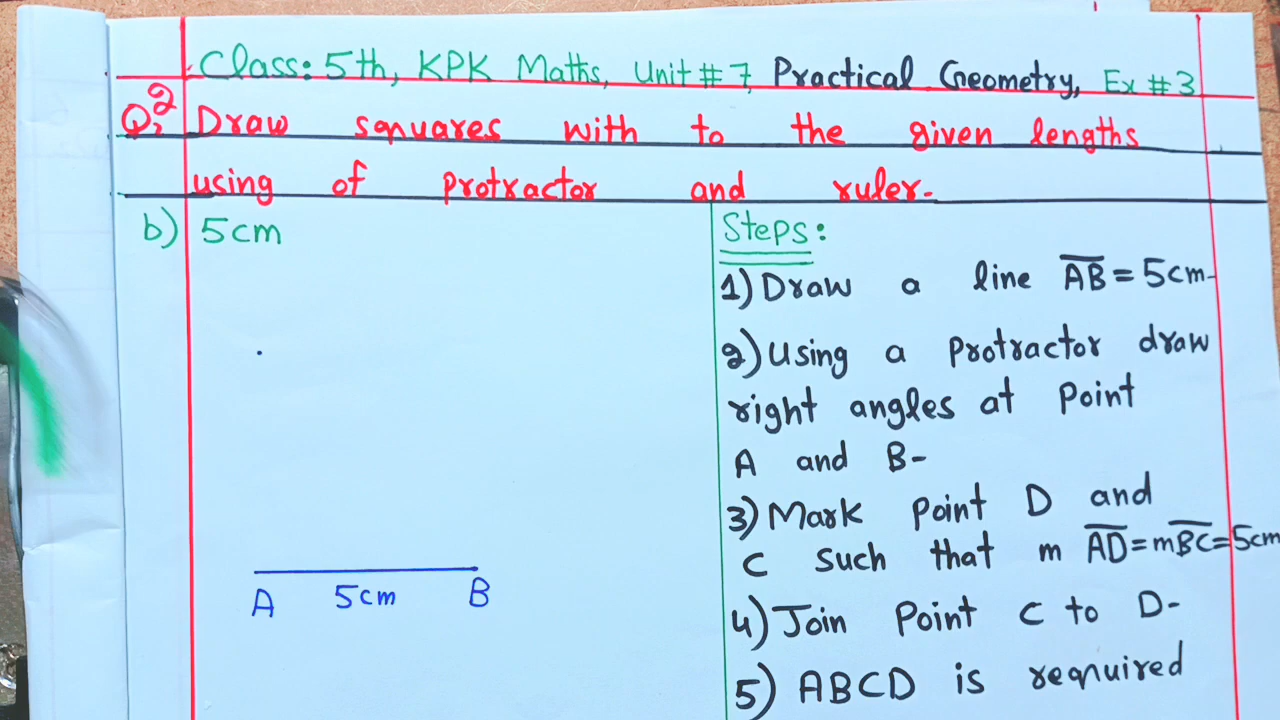 Class: 5th, KPK Maths, Unit # 7, Practical Geometry, Ex # 3
Q2, Draw squares with to the given lengths
using of protractor and ruler.
b) 5cm
Steps:
1) Draw a line AB = 5cm-
2) Using a Protractor draw
right angles at Point
A and B-
3) Mark Point D and
C such that m AD = mBC = 5cm
4) Join Point C to D-
5) ABCD is required
A 5cm B